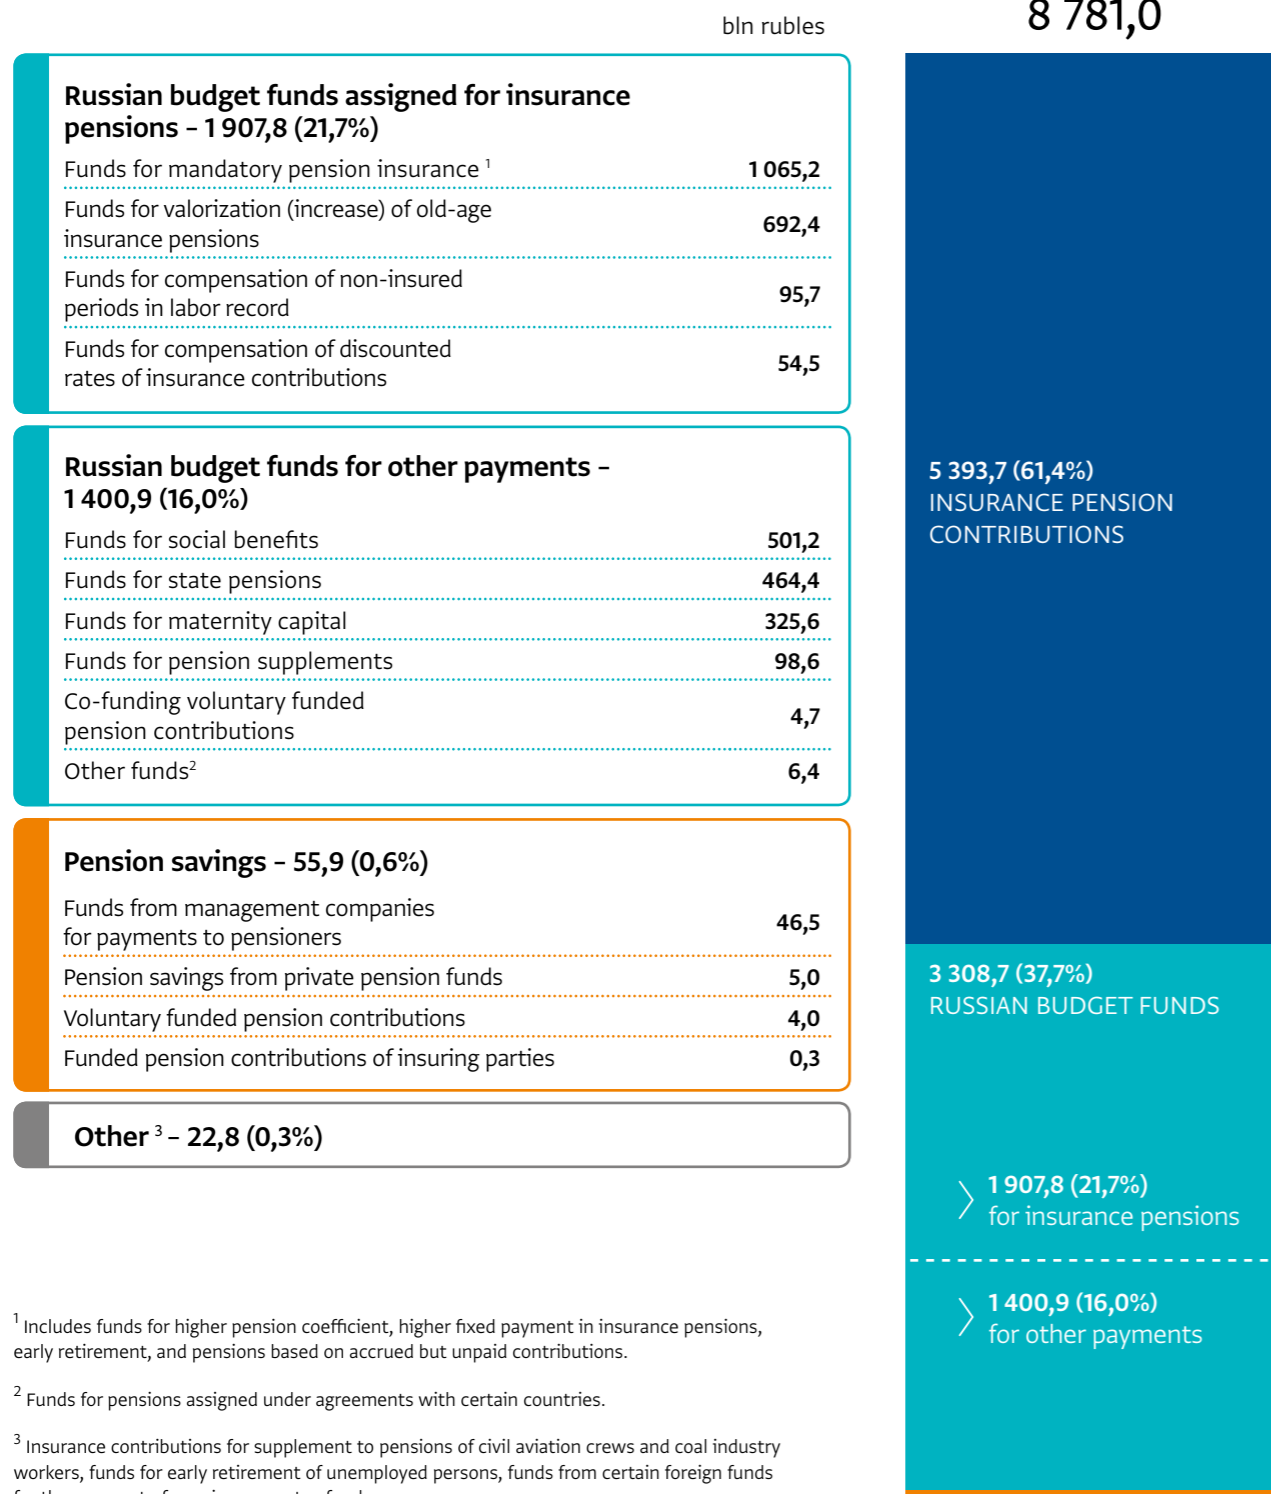 bln rubles
8 781,0
Russian budget funds assigned for insurance
pensions – 1 907,8 (21,7%)
Funds for mandatory pension insurance ¹ 1 065,2
Funds for valorization (increase) of old-age
insurance pensions 692,4
Funds for compensation of non-insured
periods in labor record 95,7
Funds for compensation of discounted
rates of insurance contributions 54,5
Russian budget funds for other payments –
1 400,9 (16,0%)
Funds for social benefits 501,2
Funds for state pensions 464,4
Funds for maternity capital 325,6
Funds for pension supplements 98,6
Co-funding voluntary funded
pension contributions 4,7
Other funds² 6,4
Pension savings – 55,9 (0,6%)
Funds from management companies
for payments to pensioners 46,5
Pension savings from private pension funds 5,0
Voluntary funded pension contributions 4,0
Funded pension contributions of insuring parties 0,3
Other ³ – 22,8 (0,3%)
5 393,7 (61,4%)
INSURANCE PENSION
CONTRIBUTIONS
3 308,7 (37,7%)
RUSSIAN BUDGET FUNDS
1 907,8 (21,7%)
for insurance pensions
1 400,9 (16,0%)
for other payments
¹ Includes funds for higher pension coefficient, higher fixed payment in insurance pensions,
early retirement, and pensions based on accrued but unpaid contributions.
² Funds for pensions assigned under agreements with certain countries.
³ Insurance contributions for supplement to pensions of civil aviation crews and coal industry
workers, funds for early retirement of unemployed persons, funds from certain foreign funds